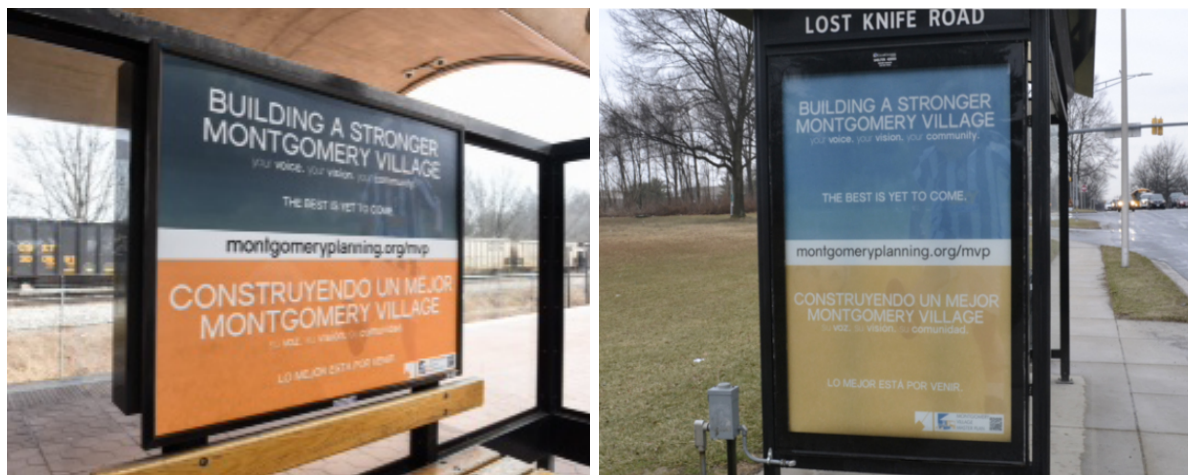 BUILDING A STRONGER
MONTGOMERY VILLAGE
your voice. your vision. your community.
THE BEST IS YET TO COME.
montgomeryplanning.org/mvp
CONSTRUYENDO UN MEJOR
MONTGOMERY VILLAGE
su voz. su vision. su comunidad.
LO MEJOR ESTÁ POR VENIR.
LOST KNIFE ROAD
BUILDING A STRONGER
MONTGOMERY VILLAGE
your voice. your vision. your community.
THE BEST IS YET TO COME.
montgomeryplanning.org/mvp
CONSTRUYENDO UN MEJOR
MONTGOMERY VILLAGE
su voz. su vision. su comunidad.
LO MEJOR ESTÁ POR VENIR.